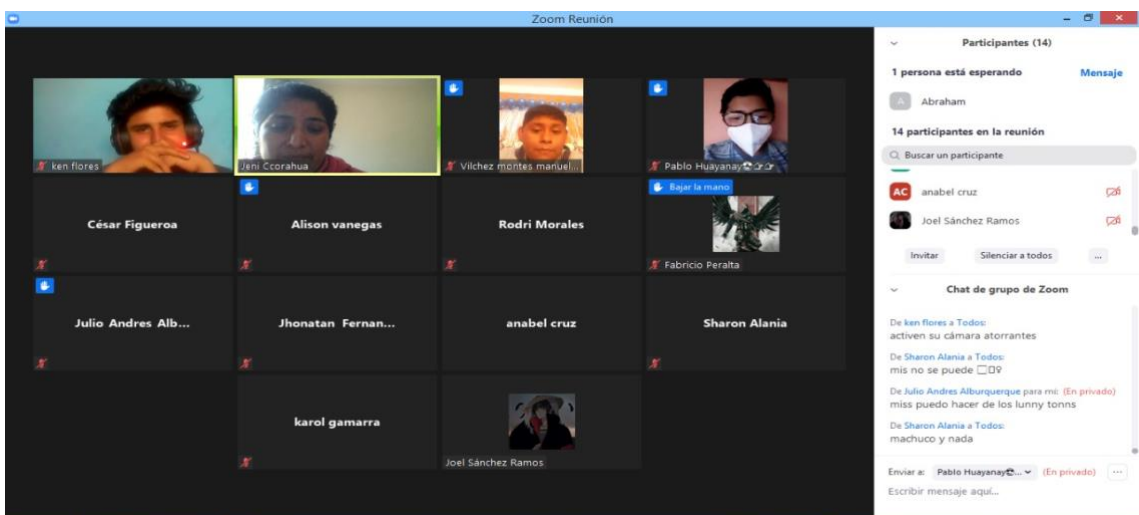 Zoom Reunión
ken flores
Jeni Ccorahua
Vilchez montes manuel...
Pablo Huayanay
César Figueroa
Alison vanegas
Rodri Morales
Bajar la mano
Fabricio Peralta
Julio Andres Alb...
Jhonatan Fernan...
anabel cruz
Sharon Alania
karol gamarra
Joel Sánchez Ramos
Participantes (14)
1 persona está esperando Mensaje
A Abraham
14 participantes en la reunión
Buscar un participante
AC anabel cruz
Joel Sánchez Ramos
Invitar Silenciar a todos ...
Chat de grupo de Zoom
De ken flores a Todos:
activen su cámara atorrantes
De Sharon Alania a Todos:
mis no se puede
De Julio Andres Alburquerque para mí: (En privado)
miss puedo hacer de los lunny tonns
De Sharon Alania a Todos:
machuco y nada
Enviar a: Pablo Huayanay... (En privado) ...
Escribir mensaje aquí...